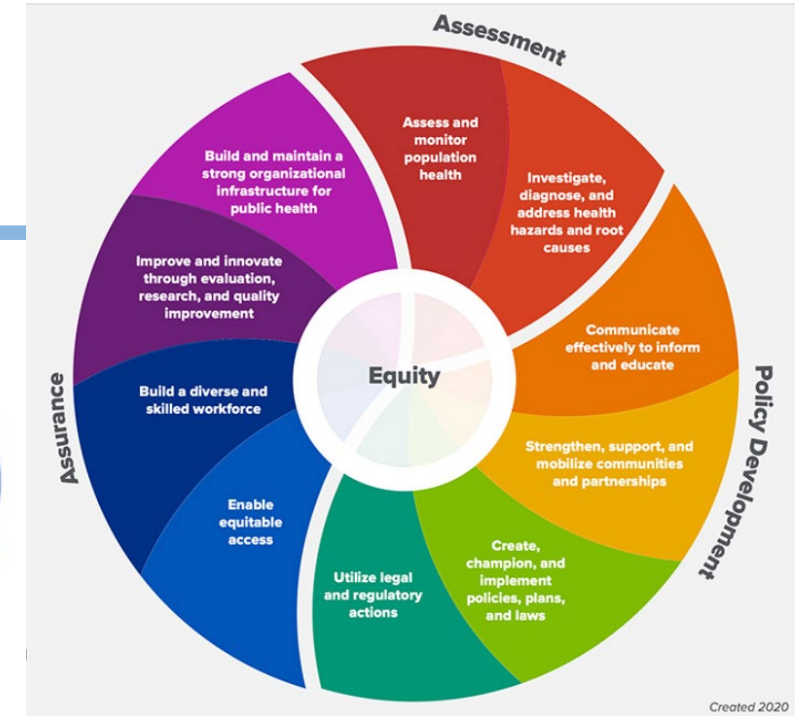 Assessment
Assess and
monitor
population
health
Investigate,
diagnose, and
address health
hazards and root
causes
Communicate
effectively to inform
and educate
Policy Development
Strengthen, support, and
mobilize communities
and partnerships
Create,
champion, and
implement
policies, plans,
and laws
Utilize legal
and regulatory
actions
Enable
equitable
access
Assurance
Build a diverse and
skilled workforce
Improve and innovate
through evaluation,
research, and quality
improvement
Build and maintain a
strong organizational
infrastructure for
public health
Equity
Created 2020